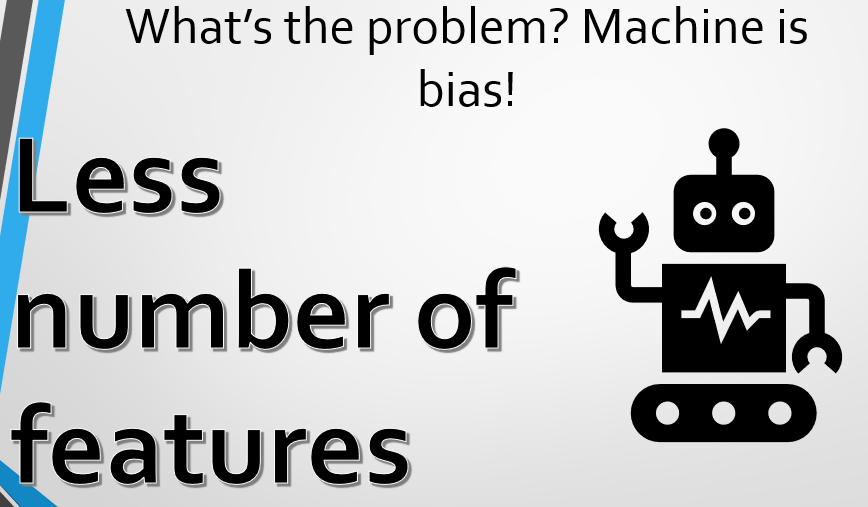 What’s the problem? Machine is
bias!
Less
number of
features